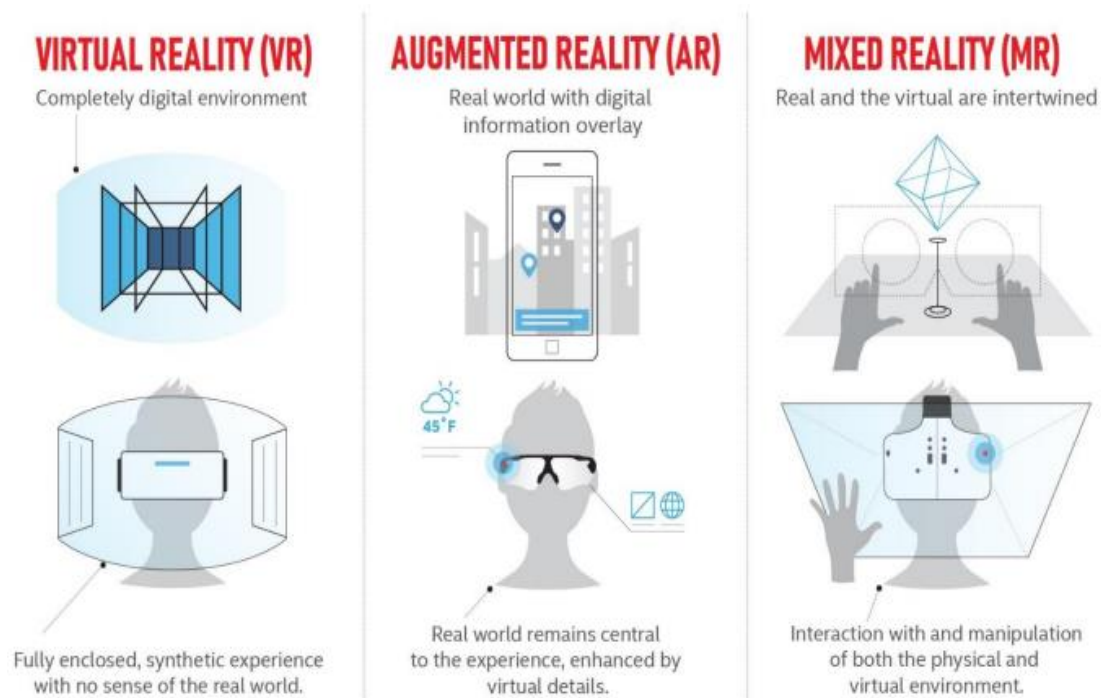 VIRTUAL REALITY (VR)
Completely digital environment
Fully enclosed, synthetic experience
with no sense of the real world.
AUGMENTED REALITY (AR)
Real world with digital
information overlay
45°F
Real world remains central
to the experience, enhanced by
virtual details.
MIXED REALITY (MR)
Real and the virtual are intertwined
Interaction with and manipulation
of both the physical and
virtual environment.